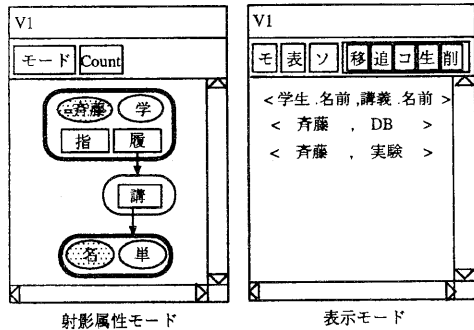 V1
モード Count
=斉藤 学
指 履
講
名 単
射影属性モード
V1
モ 表 ソ 移 追 コ 生 削
<学生.名前,講義.名前>
< 斉藤 , DB >
< 斉藤 , 実験 >
表示モード